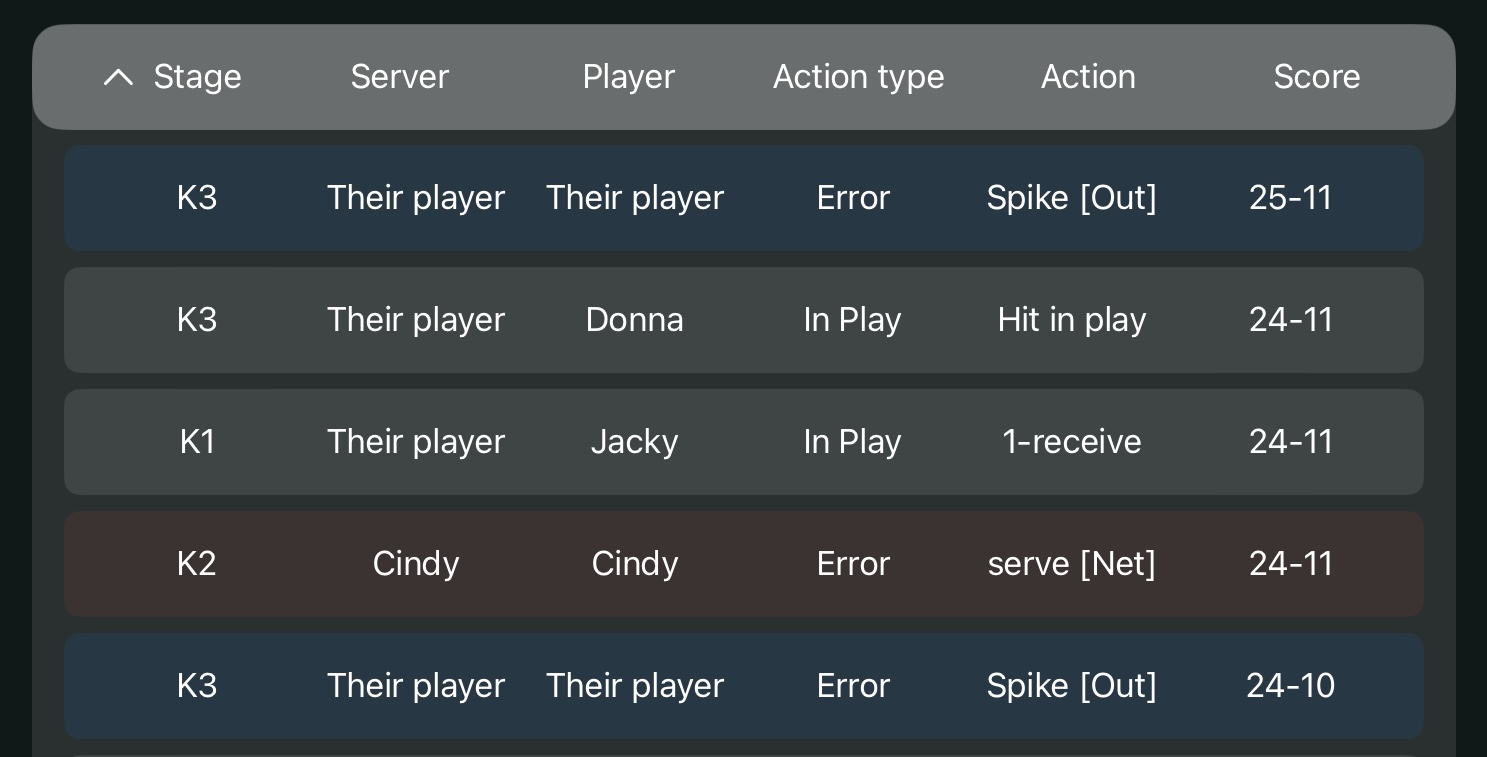 Stage Server Player Action type Action Score
K3 Their player Their player Error Spike [Out] 25-11
K3 Their player Donna In Play Hit in play 24-11
K1 Their player Jacky In Play 1-receive 24-11
K2 Cindy Cindy Error serve [Net] 24-11
K3 Their player Their player Error Spike [Out] 24-10